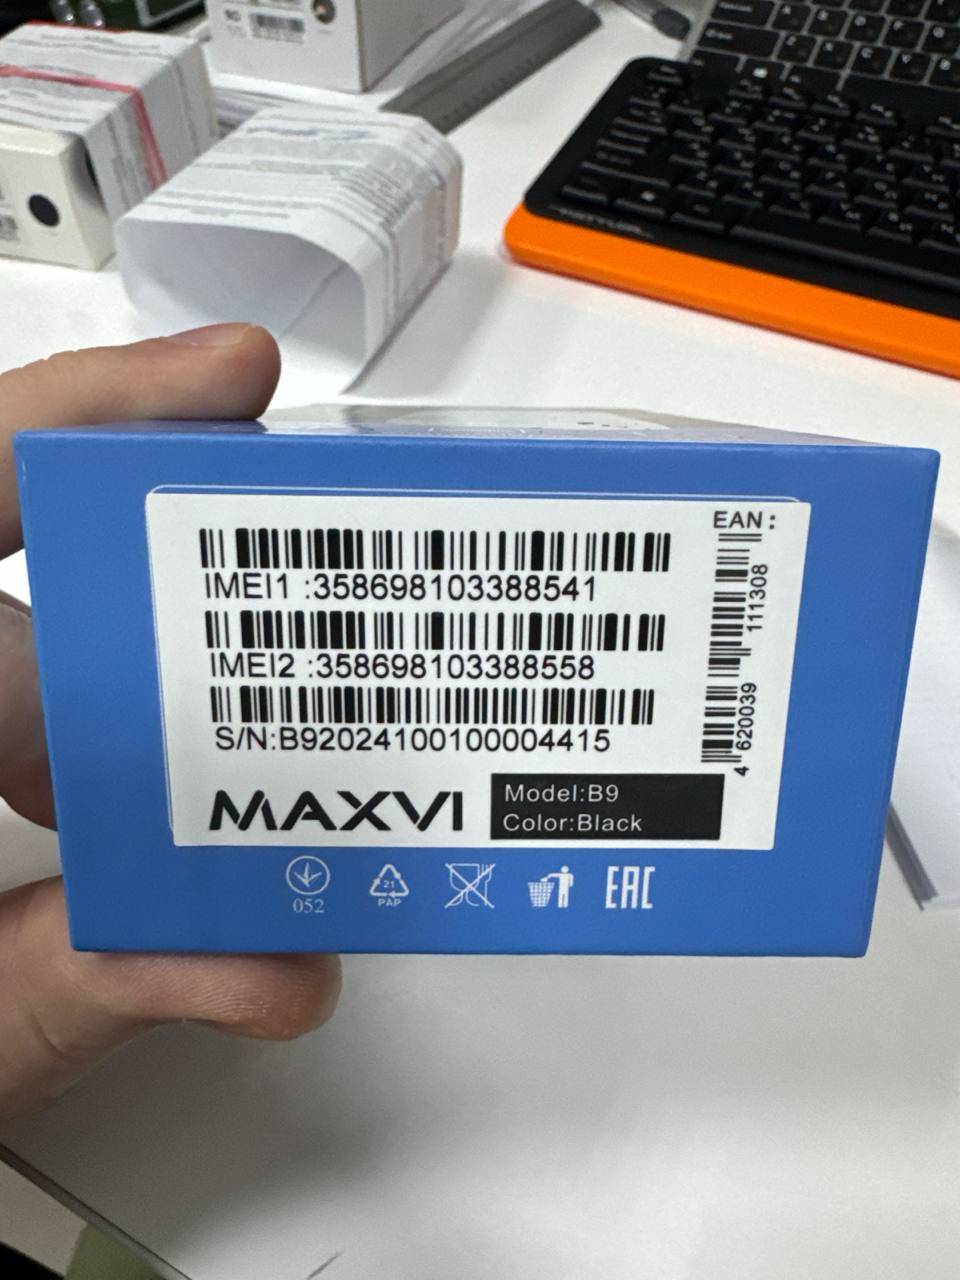 EAN :
IMEI1 :358698103388541
IMEI2 :358698103388558
S/N:B92024100100004415
4 620039 111308
MAXVI
Model:B9
Color:Black
052
21
PAP
EAC